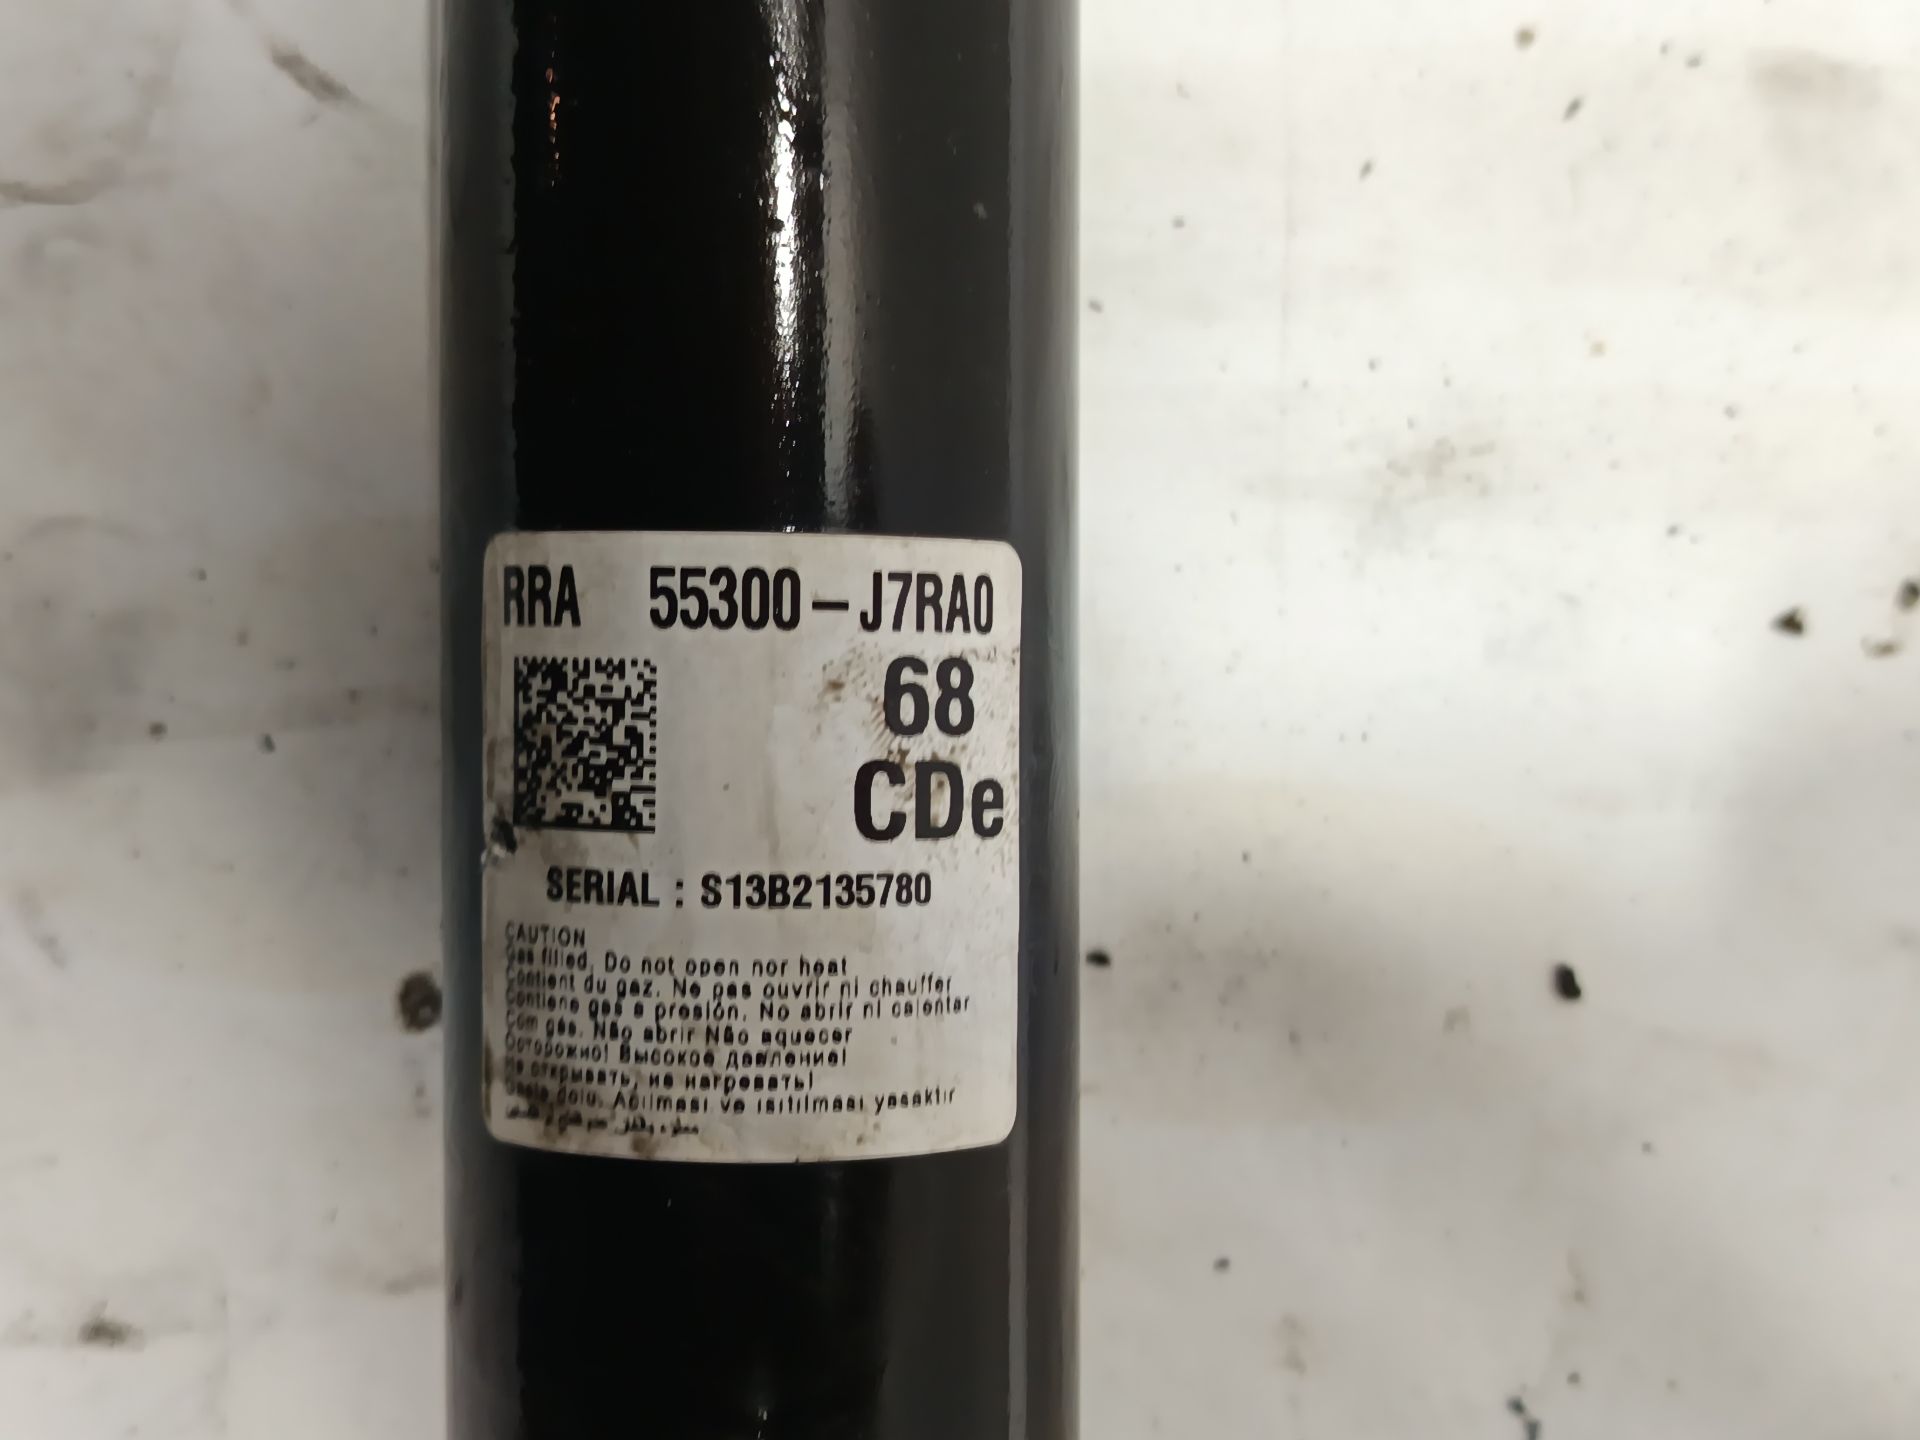 RRA 55300-J7RA0
68
CDe
SERIAL : S13B2135780
CAUTION
Gas filled. Do not open nor heat
Contient du gaz. Ne pas ouvrir ni chauffer
Contiene gas a presión. No abrir ni calentar
Com gás. Não abrir Não aquecer
Осторожно! Высокое давление!
Не открывать, не нагревать!
dolu. Açılması ve ısıtılması yasaktır